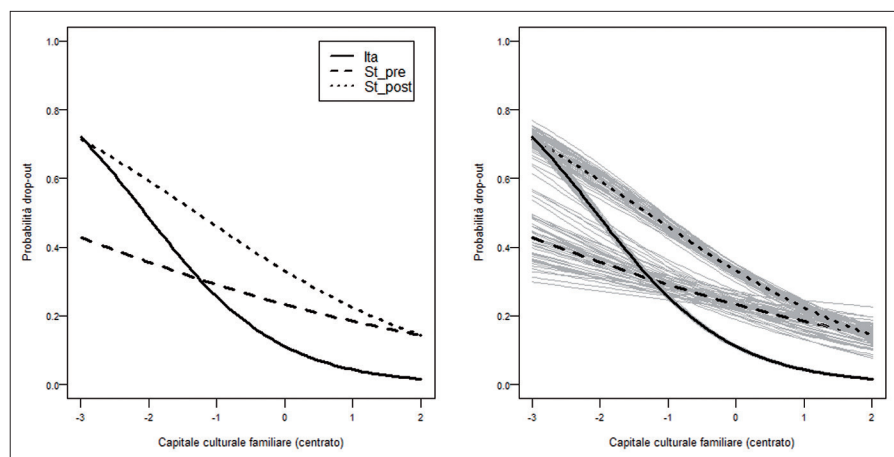 1.0
0.8
0.6
0.4
0.2
0.0
Probabilità drop-out
Ita
St_pre
St_post
-3 -2 -1 0 1 2
Capitale culturale familiare (centrato)
1.0
0.8
0.6
0.4
0.2
0.0
Probabilità drop-out
-3 -2 -1 0 1 2
Capitale culturale familiare (centrato)